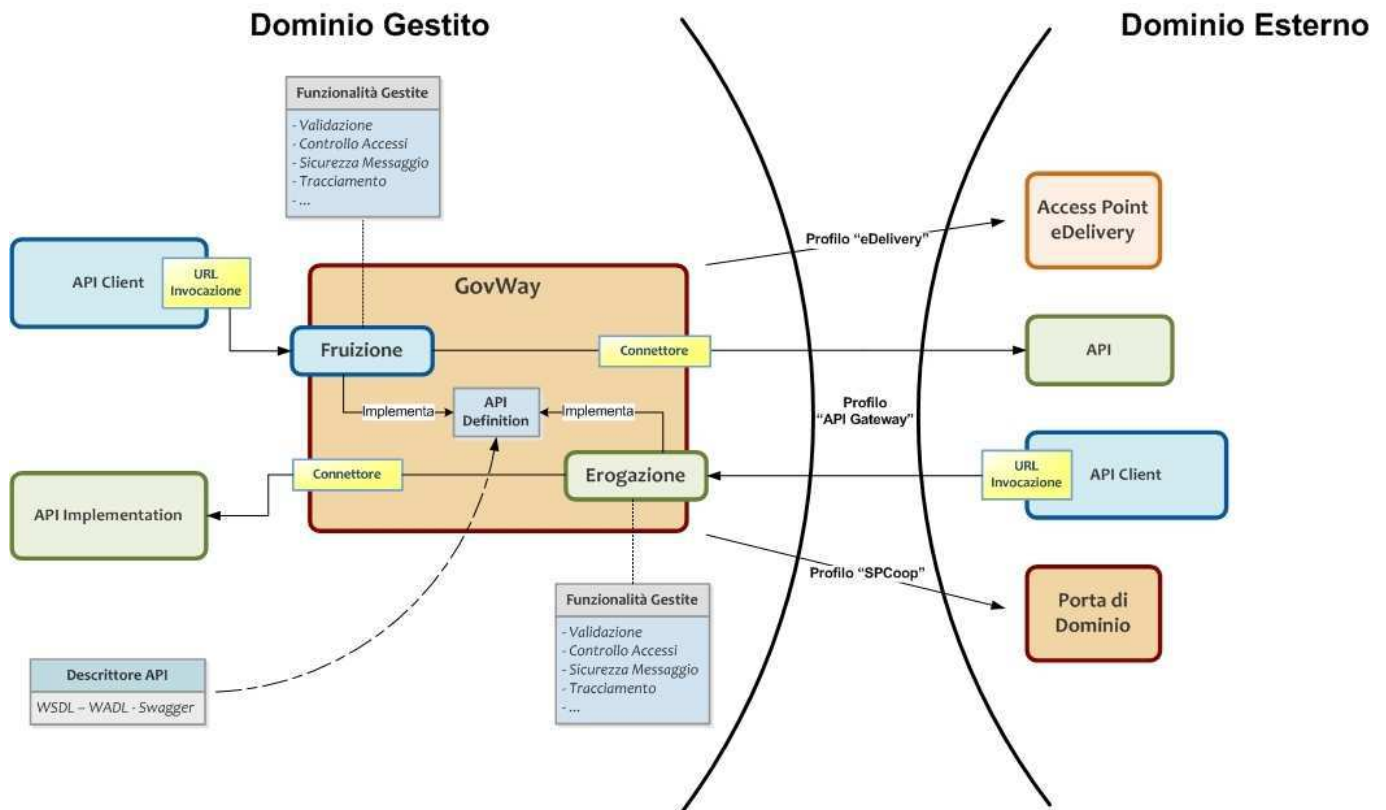 Dominio Gestito
Dominio Esterno
Funzionalità Gestite
- Validazione
- Controllo Accessi
- Sicurezza Messaggio
- Tracciamento
- ...
API Client
URL
Invocazione
GovWay
Fruizione
Connettore
Implementa
API
Definition
Implementa
Connettore
Erogazione
API Implementation
Funzionalità Gestite
- Validazione
- Controllo Accessi
- Sicurezza Messaggio
- Tracciamento
- ...
Descrittore API
WSDL – WADL - Swagger
Profilo “eDelivery”
Profilo
“API Gateway”
Profilo “SPCoop”
Access Point
eDelivery
API
URL
Invocazione
API Client
Porta di
Dominio